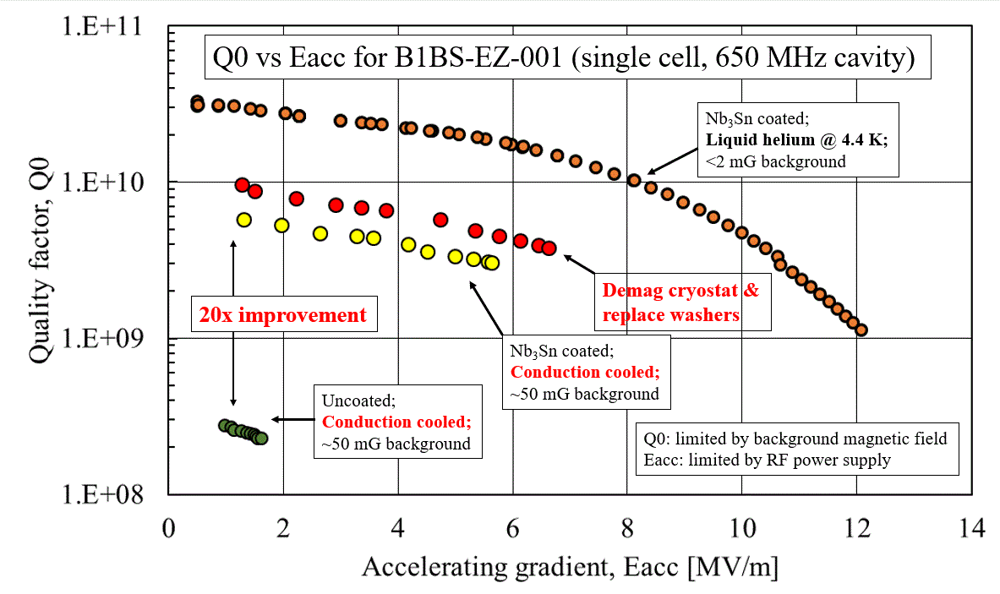 1.E+11
Q0 vs Eacc for B1BS-EZ-001 (single cell, 650 MHz cavity)
Nb₃Sn coated;
Liquid helium @ 4.4 K;
<2 mG background
1.E+10
Quality factor, Q0
Demag cryostat &
replace washers
20x improvement
1.E+09
Nb₃Sn coated;
Conduction cooled;
~50 mG background
Uncoated;
Conduction cooled;
~50 mG background
Q0: limited by background magnetic field
Eacc: limited by RF power supply
1.E+08
0 2 4 6 8 10 12 14
Accelerating gradient, Eacc [MV/m]